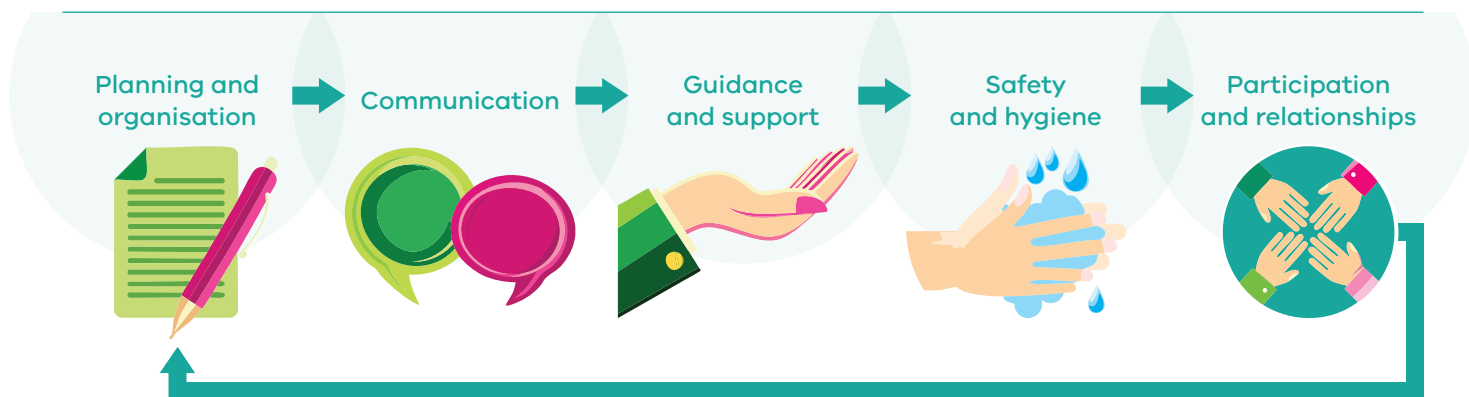 Planning and
organisation
Communication
Guidance
and support
Safety
and hygiene
Participation
and relationships